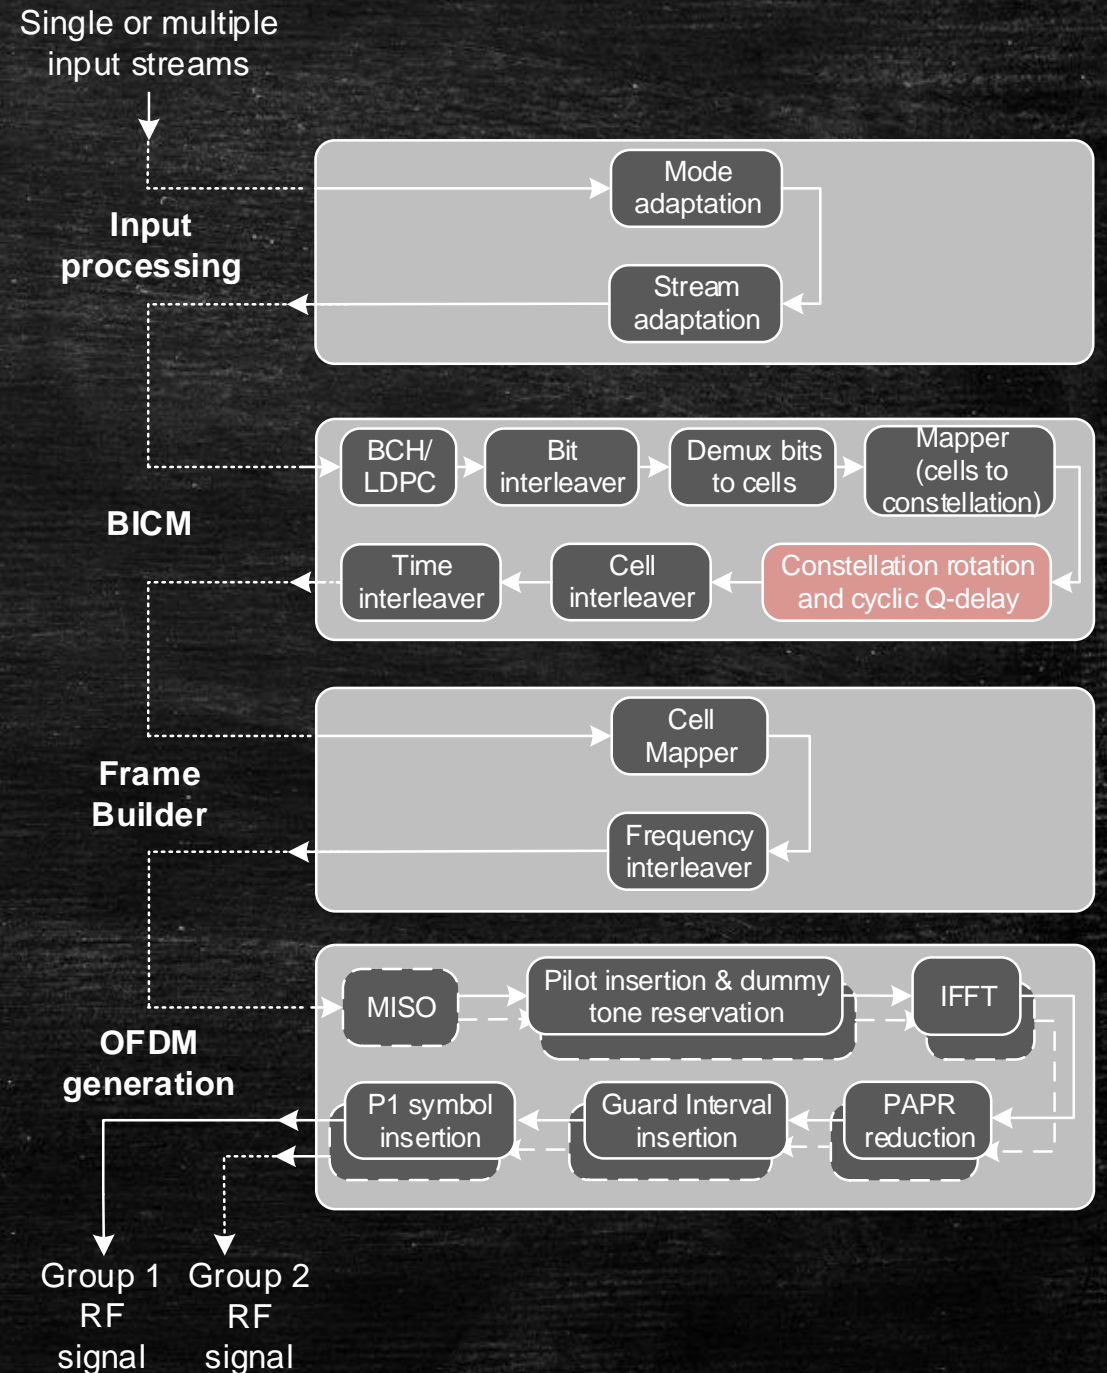 Single or multiple
input streams
Input
processing
Mode
adaptation
Stream
adaptation
BICM
BCH/
LDPC
Bit
interleaver
Demux bits
to cells
Mapper
(cells to
constellation)
Constellation rotation
and cyclic Q-delay
Cell
interleaver
Time
interleaver
Frame
Builder
Cell
Mapper
Frequency
interleaver
OFDM
generation
MISO
Pilot insertion & dummy
tone reservation
IFFT
PAPR
reduction
Guard Interval
insertion
P1 symbol
insertion
Group 1
RF
signal
Group 2
RF
signal